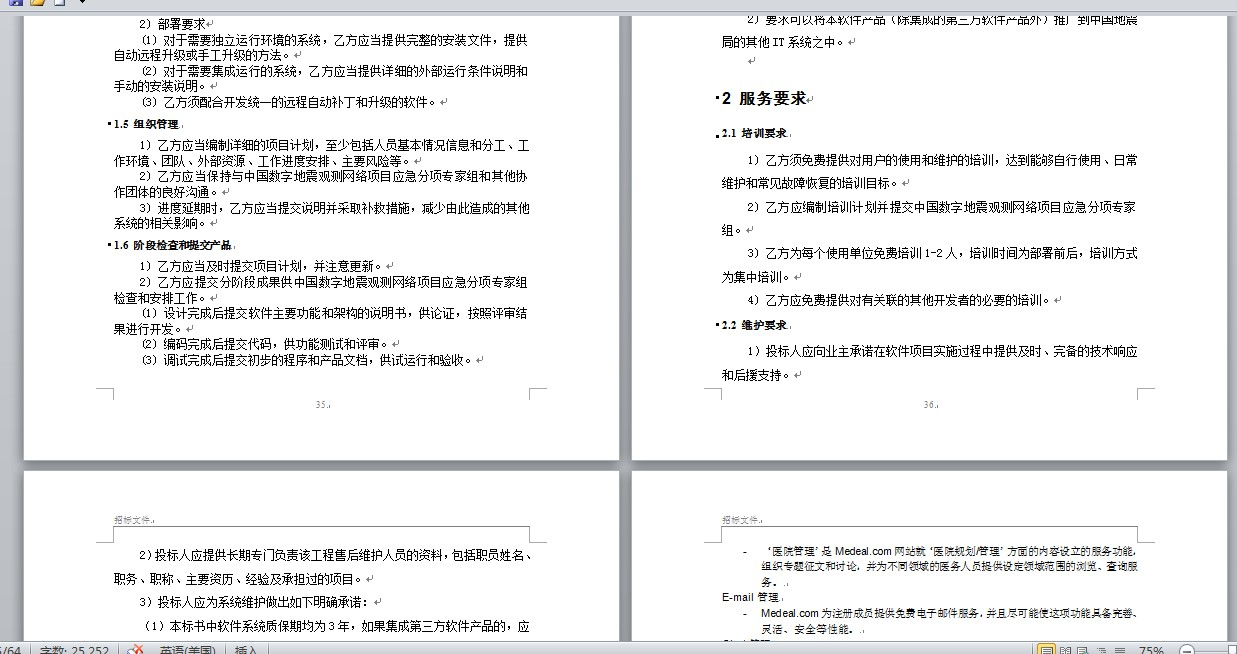 2）部署要求
（1）对于需要独立运行环境的系统，乙方应当提供完整的安装文件，提供
自动远程升级或手工升级的方法。
（2）对于需要集成运行的系统，乙方应当提供详细的外部运行条件说明和
手动的安装说明。
（3）乙方须配合开发统一的远程自动补丁和升级的软件。
1.5 组织管理
1）乙方应当编制详细的项目计划，至少包括人员基本情况信息和分工、工
作环境、团队、外部资源、工作进度安排、主要风险等。
2）乙方应当保持与中国数字地震观测网络项目应急分项专家组和其他协
作团体的良好沟通。
3）进度延期时，乙方应当提交说明并采取补救措施，减少由此造成的其他
系统的相关影响。
1.6 阶段检查和提交产品
1）乙方应当及时提交项目计划，并注意更新。
2）乙方应提交分阶段成果供中国数字地震观测网络项目应急分项专家组
检查和安排工作。
（1）设计完成后提交软件主要功能和架构的说明书，供论证，按照评审结
果进行开发。
（2）编码完成后提交代码，供功能测试和评审。
（3）调试完成后提交初步的程序和产品文档，供试运行和验收。
35
2）要求可以将本软件产品（除集成的第三方软件产品外）推广到中国地震
局的其他 IT 系统之中。
2 服务要求
2.1 培训要求
1）乙方须免费提供对用户的使用和维护的培训，达到能够自行使用、日常
维护和常见故障恢复的培训目标。
2）乙方应编制培训计划并提交中国数字地震观测网络项目应急分项专家
组。
3）乙方为每个使用单位免费培训 1-2 人，培训时间为部署前后，培训方式
为集中培训。
4）乙方应免费提供对有关联的其他开发者的必要的培训。
2.2 维护要求
1）投标人应向业主承诺在软件项目实施过程中提供及时、完备的技术响应
和后援支持。
36
招标文件
2）投标人应提供长期专门负责该工程售后维护人员的资料，包括职员姓名、
职务、职称、主要资历、经验及承担过的项目。
3）投标人应为系统维护做出如下明确承诺：
（1）本标书中软件系统质保期均为 3 年，如果集成第三方软件产品的，应
招标文件
- ‘医院管理’是 Medeal.com 网站就‘医院规划/管理’方面的内容设立的服务功能，
组织专题征文和讨论，并为不同领域的医务人员提供设定领域范围的浏览、查询服
务。
E-mail 管理
- Medeal.com 为注册成员提供免费电子邮件服务，并且尽可能使这项功能具备完善、
灵活、安全等性能。
/64 字数: 25,252 英语(美国) 插入 75%